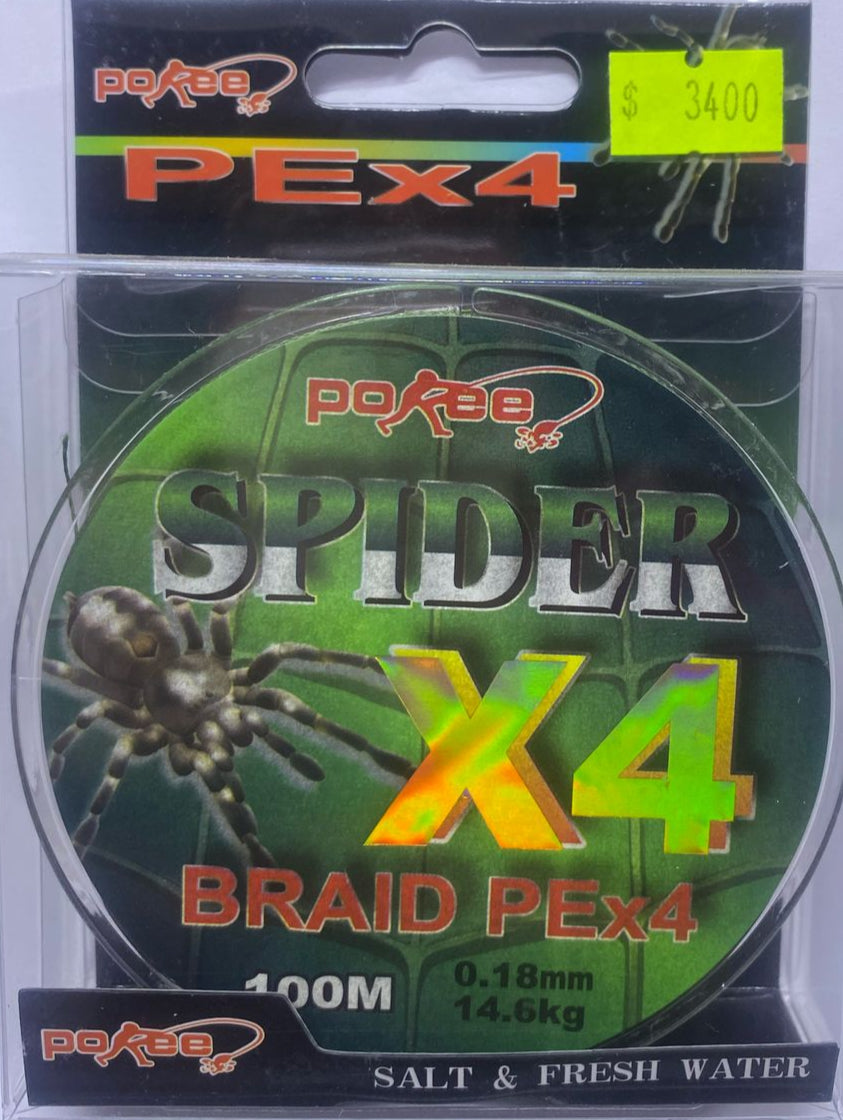 poKee
$ 3400
PEx4
poKee
SPIDER
X4
BRAID PEx4
100M
0.18mm
14.6kg
poKee
SALT & FRESH WATER